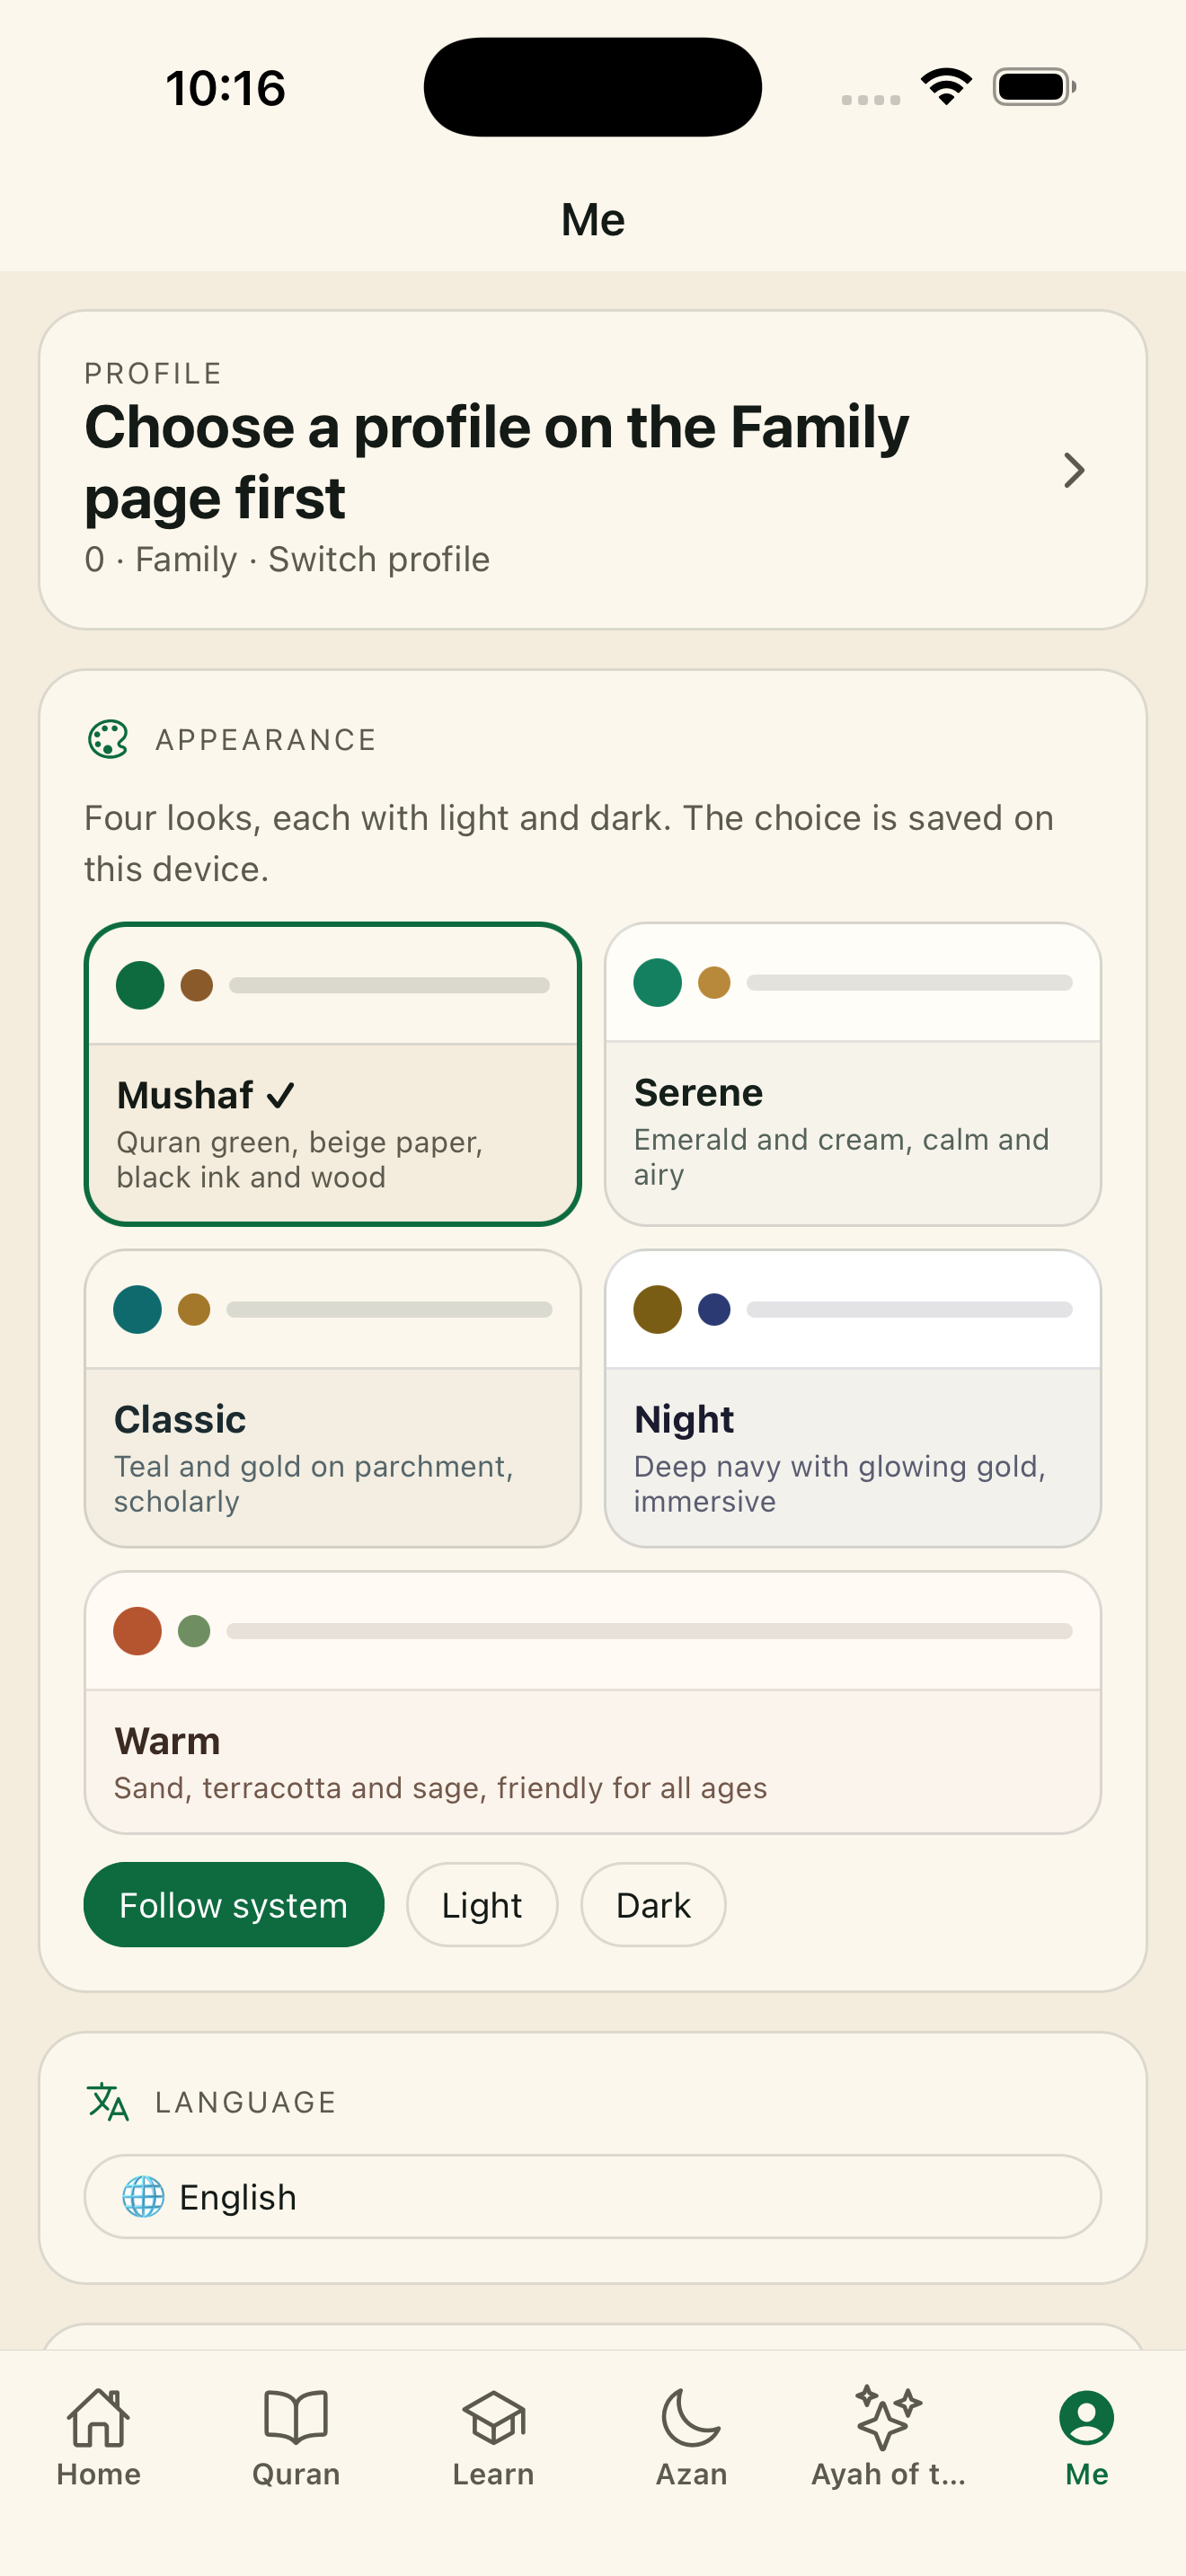 10:16
Me
PROFILE
Choose a profile on the Family
page first
0 · Family · Switch profile
APPEARANCE
Four looks, each with light and dark. The choice is saved on
this device.
Mushaf ✓
Quran green, beige paper,
black ink and wood
Serene
Emerald and cream, calm and
airy
Classic
Teal and gold on parchment,
scholarly
Night
Deep navy with glowing gold,
immersive
Warm
Sand, terracotta and sage, friendly for all ages
Follow system
Light
Dark
LANGUAGE
🌐 English
Home
Quran
Learn
Azan
Ayah of t...
Me